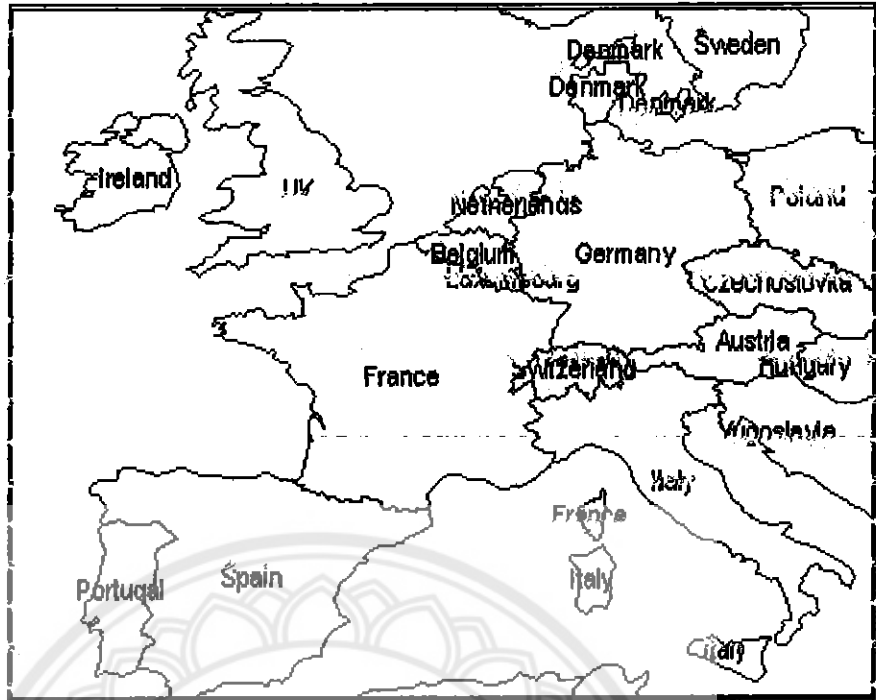 Denmark
Sweden
Denmark
Denmark
Ireland
UK
Netherlands
Poland
Belgium
Germany
Luxembourg
Czechoslovkia
Austria
France
Switzerland
Hungary
Yugoslavia
Italy
France
Portugal
Spain
Italy
Italy